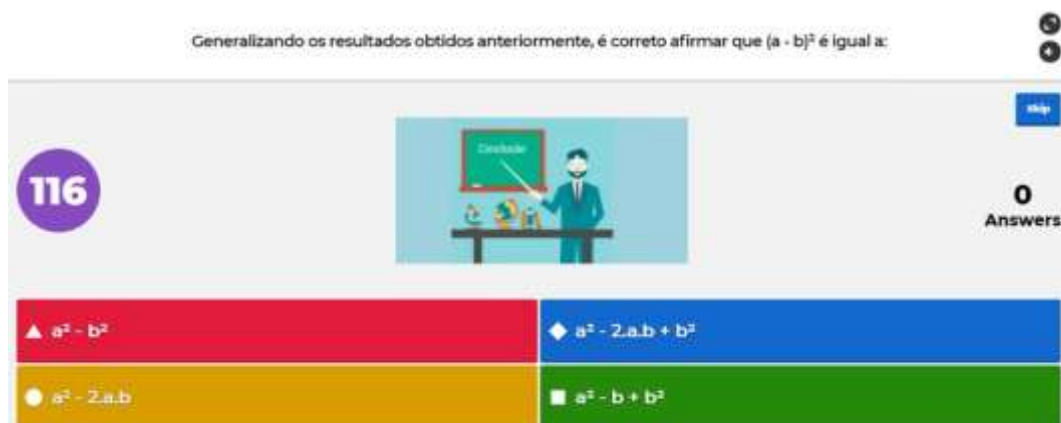 Generalizando os resultados obtidos anteriormente, é correto afirmar que (a - b)² é igual a:
Skip
116
Conclusão
0
Answers
a² - b²
a² - 2.a.b + b²
a² - 2.a.b
a² - b + b²